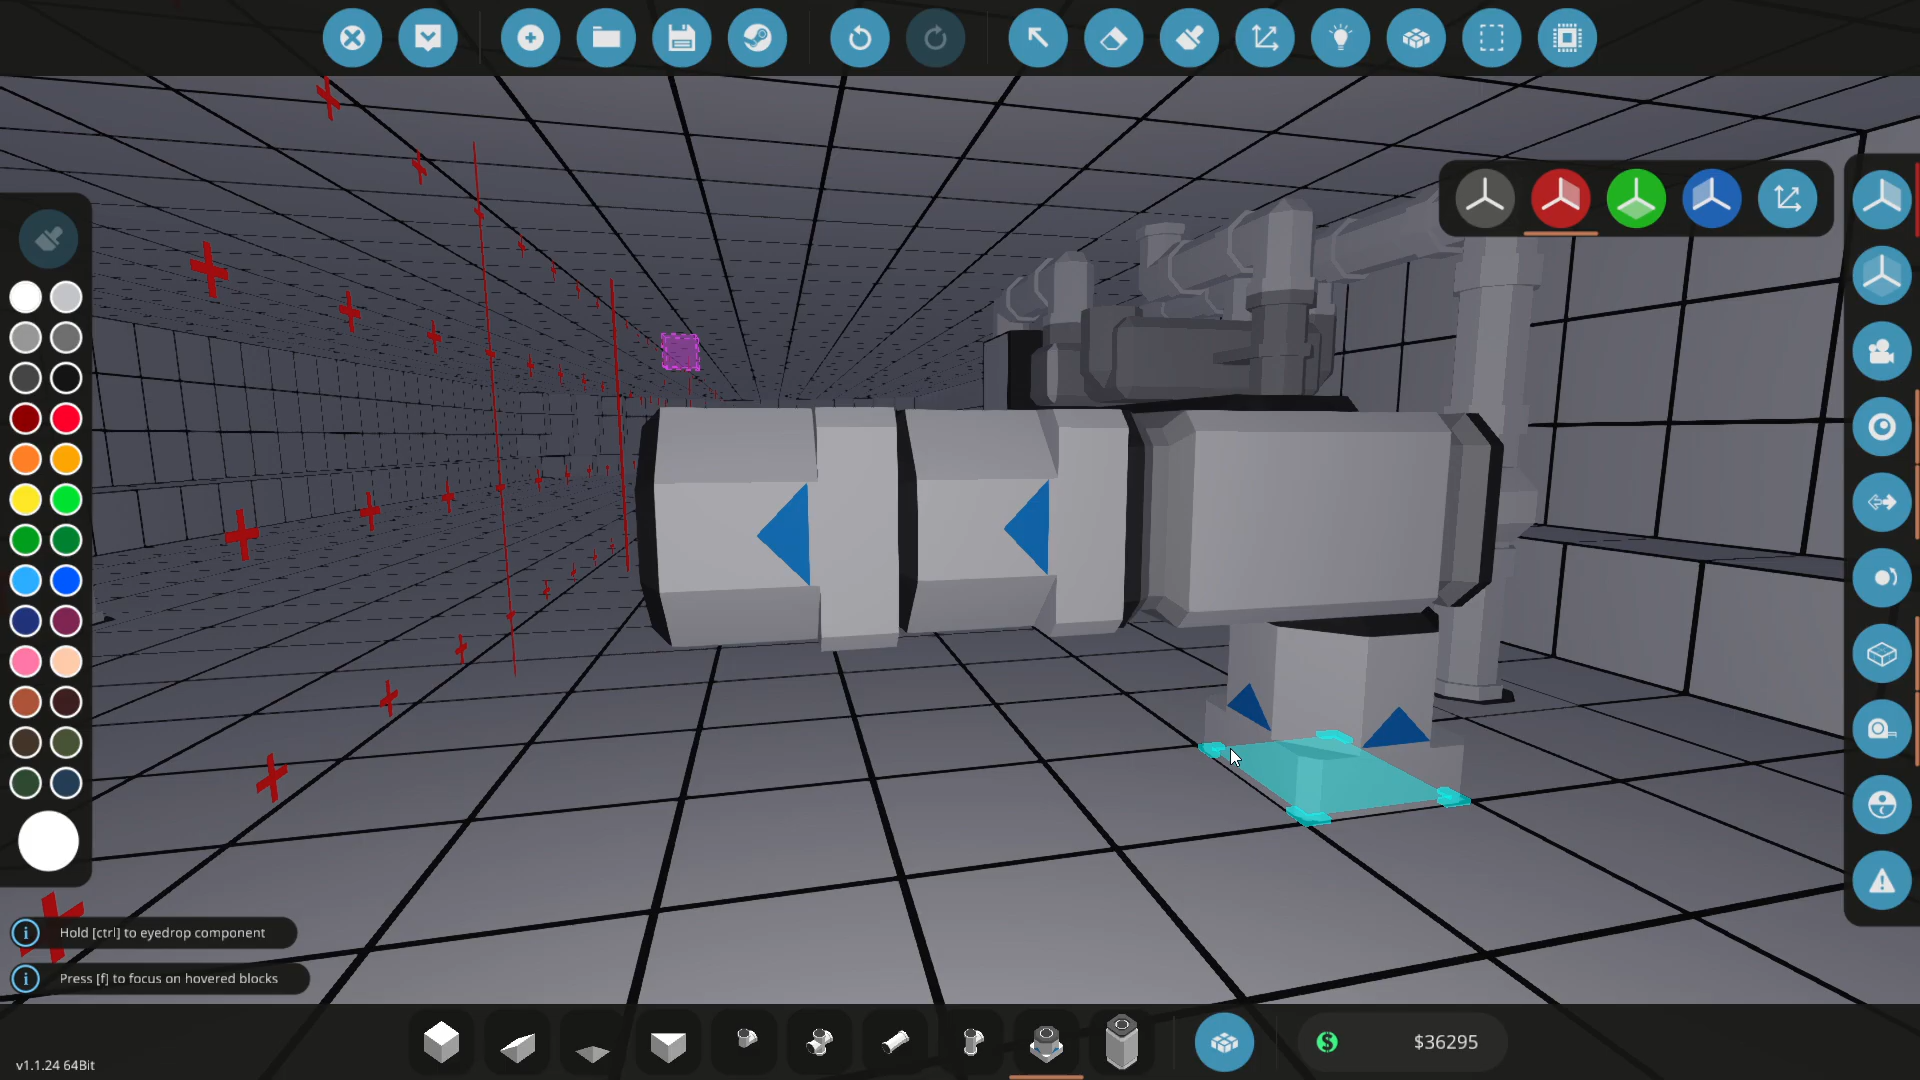 Hold [ctrl] to eyedrop component
Press [f] to focus on hovered blocks
$36295
v1.1.24 64Bit